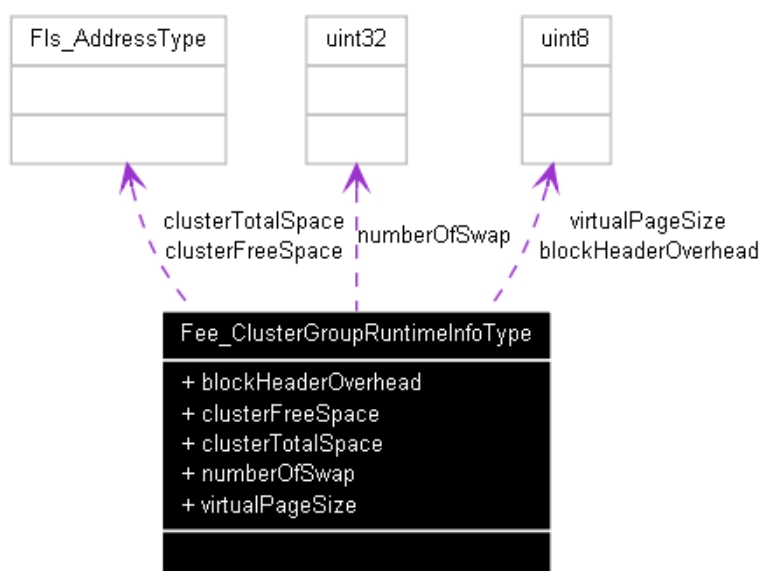 Fls_AddressType
uint32
uint8
clusterTotalSpace
clusterFreeSpace
numberOfSwap
virtualPageSize
blockHeaderOverhead
Fee_ClusterGroupRuntimeInfoType
+ blockHeaderOverhead
+ clusterFreeSpace
+ clusterTotalSpace
+ numberOfSwap
+ virtualPageSize